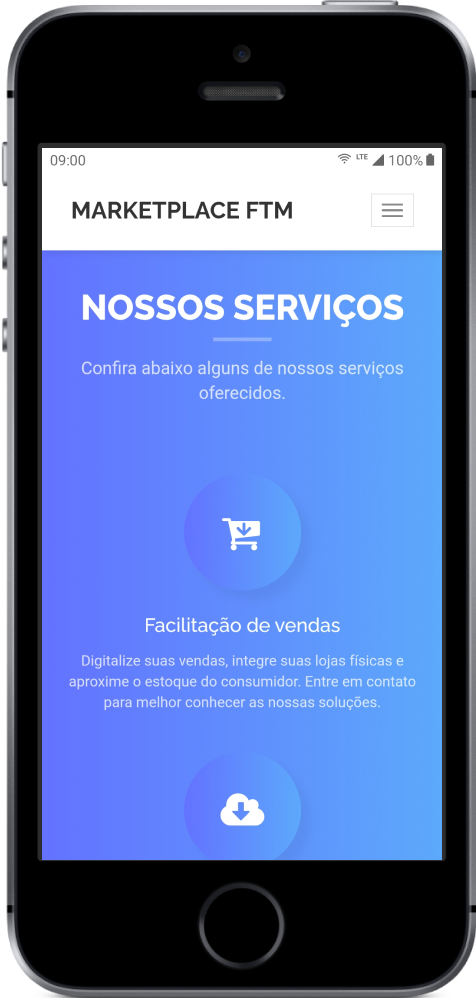 09:00 LTE 100%
MARKETPLACE FTM
NOSSOS SERVIÇOS
Confira abaixo alguns de nossos serviços
oferecidos.
Facilitação de vendas
Digitalize suas vendas, integre suas lojas físicas e
aproxime o estoque do consumidor. Entre em contato
para melhor conhecer as nossas soluções.